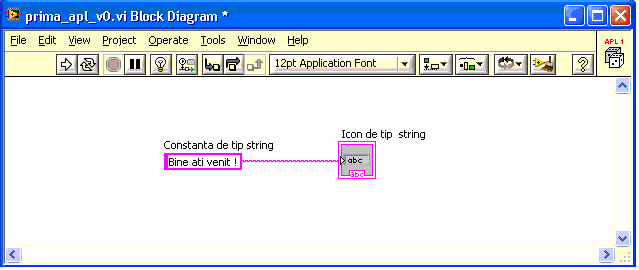 prima_apl_v0.vi Block Diagram *
File Edit View Project Operate Tools Window Help
APL 1
12pt Application Font
?
Icon de tip string
Constanta de tip string
Bine ati venit !
abc
abc